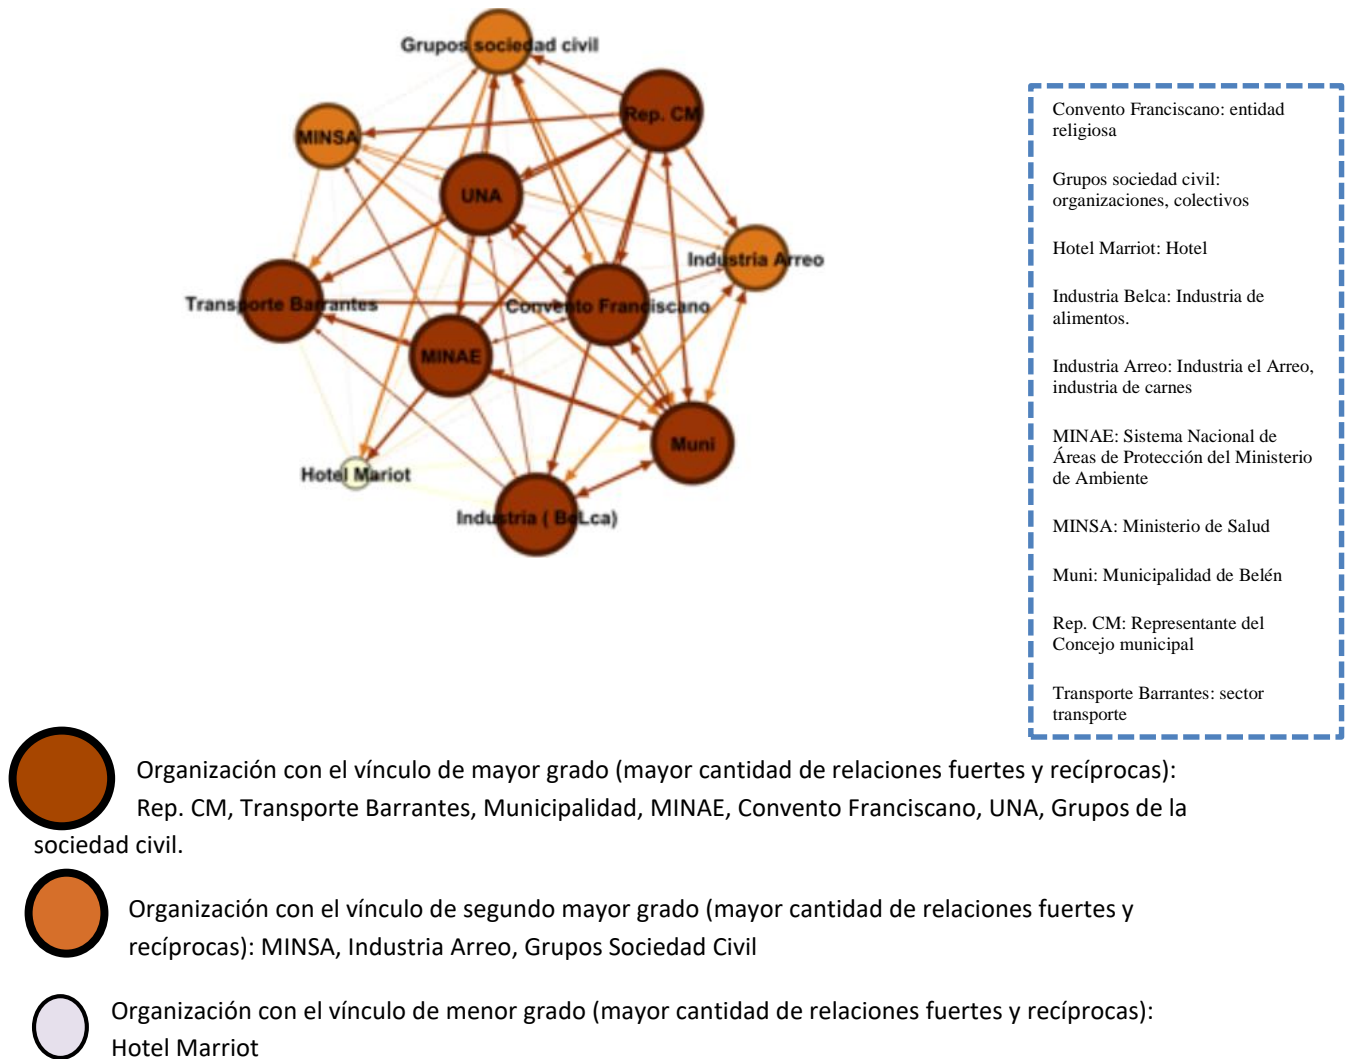 Grupos sociedad civil
Rep. CM
MINSA
UNA
Industria Arreo
Transporte Barrantes
Convento Franciscano
MINAE
Muni
Hotel Mariot
Industria ( BeLca)
Convento Franciscano: entidad
religiosa
Grupos sociedad civil:
organizaciones, colectivos
Hotel Marriot: Hotel
Industria Belca: Industria de
alimentos.
Industria Arreo: Industria el Arreo,
industria de carnes
MINAE: Sistema Nacional de
Áreas de Protección del Ministerio
de Ambiente
MINSA: Ministerio de Salud
Muni: Municipalidad de Belén
Rep. CM: Representante del
Concejo municipal
Transporte Barrantes: sector
transporte
Organización con el vínculo de mayor grado (mayor cantidad de relaciones fuertes y recíprocas):
Rep. CM, Transporte Barrantes, Municipalidad, MINAE, Convento Franciscano, UNA, Grupos de la
sociedad civil.
Organización con el vínculo de segundo mayor grado (mayor cantidad de relaciones fuertes y
recíprocas): MINSA, Industria Arreo, Grupos Sociedad Civil
Organización con el vínculo de menor grado (mayor cantidad de relaciones fuertes y recíprocas):
Hotel Marriot